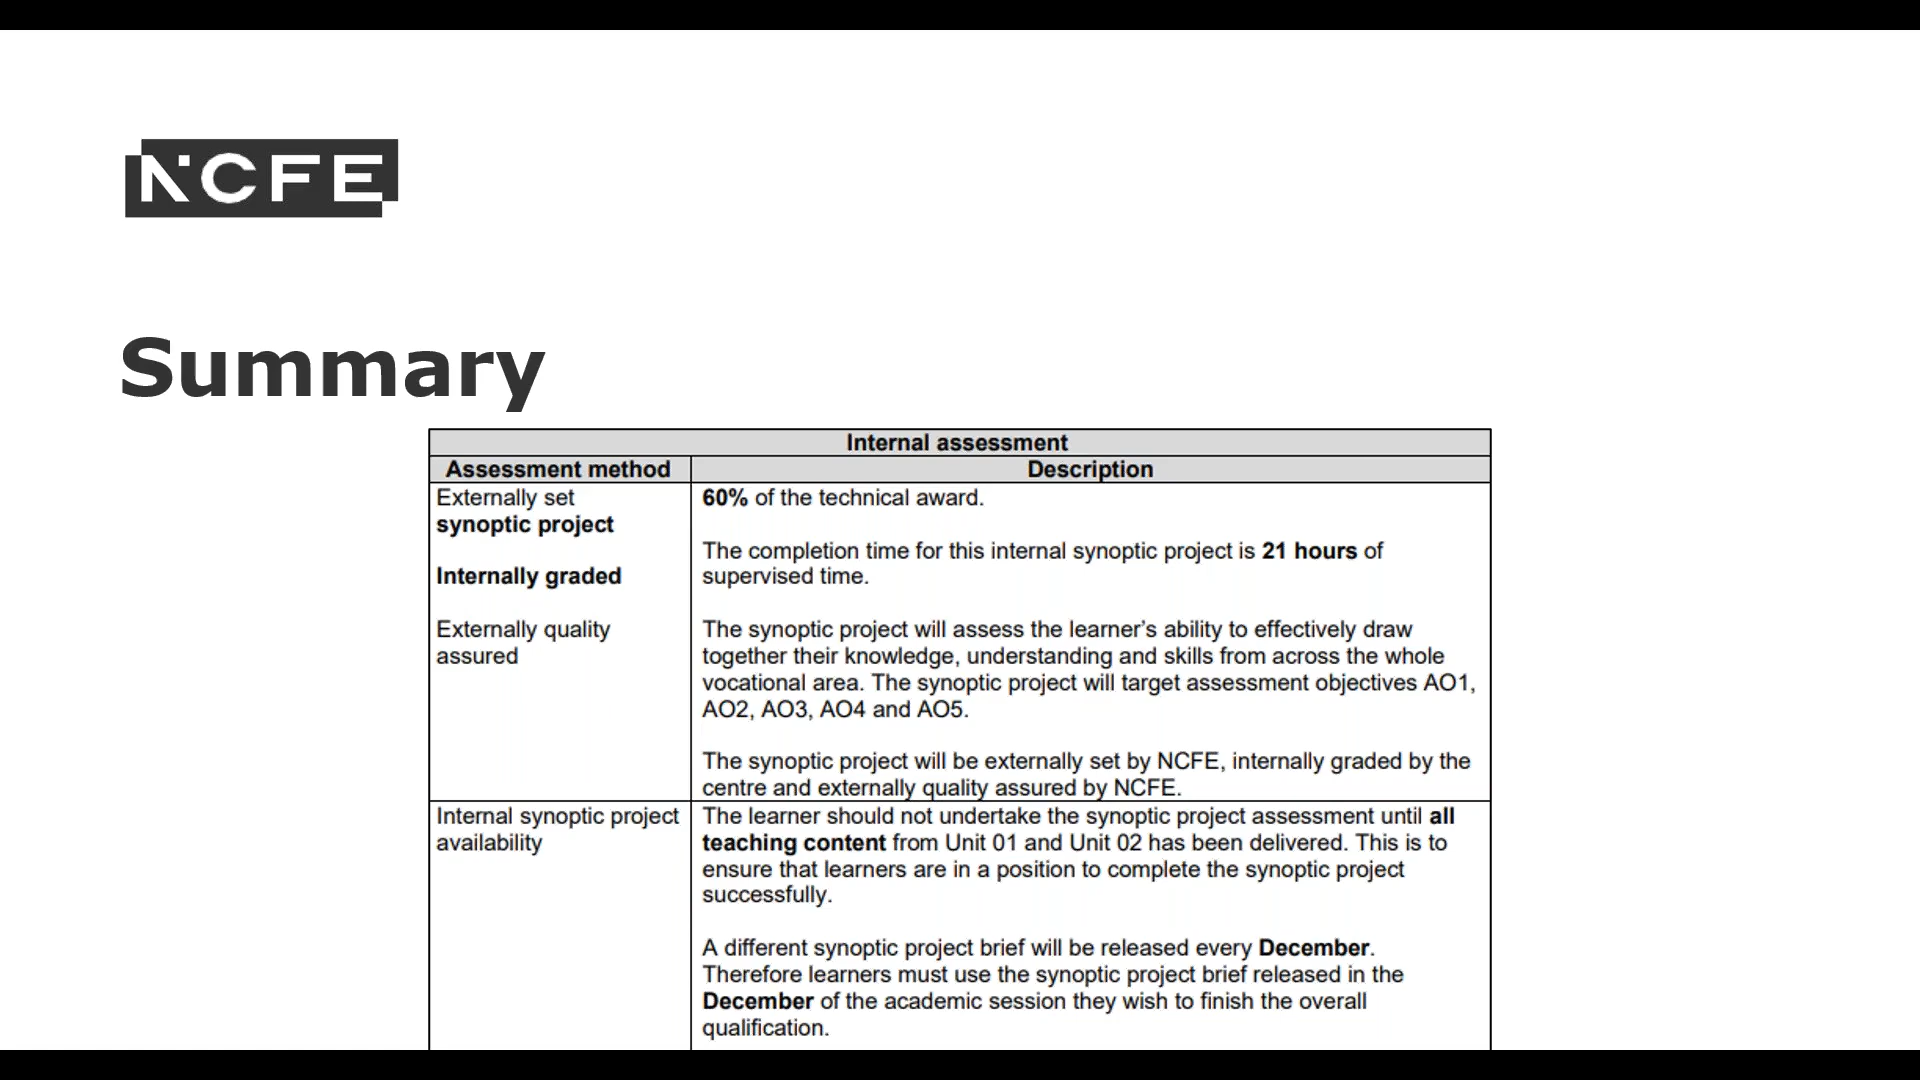 NCFE
Summary
Internal assessment
Assessment method
Description
Externally set
synoptic project
Internally graded
Externally quality
assured
60% of the technical award.
The completion time for this internal synoptic project is 21 hours of
supervised time.
The synoptic project will assess the learner’s ability to effectively draw
together their knowledge, understanding and skills from across the whole
vocational area. The synoptic project will target assessment objectives AO1,
AO2, AO3, AO4 and AO5.
The synoptic project will be externally set by NCFE, internally graded by the
centre and externally quality assured by NCFE.
Internal synoptic project
availability
The learner should not undertake the synoptic project assessment until all
teaching content from Unit 01 and Unit 02 has been delivered. This is to
ensure that learners are in a position to complete the synoptic project
successfully.
A different synoptic project brief will be released every December.
Therefore learners must use the synoptic project brief released in the
December of the academic session they wish to finish the overall
qualification.